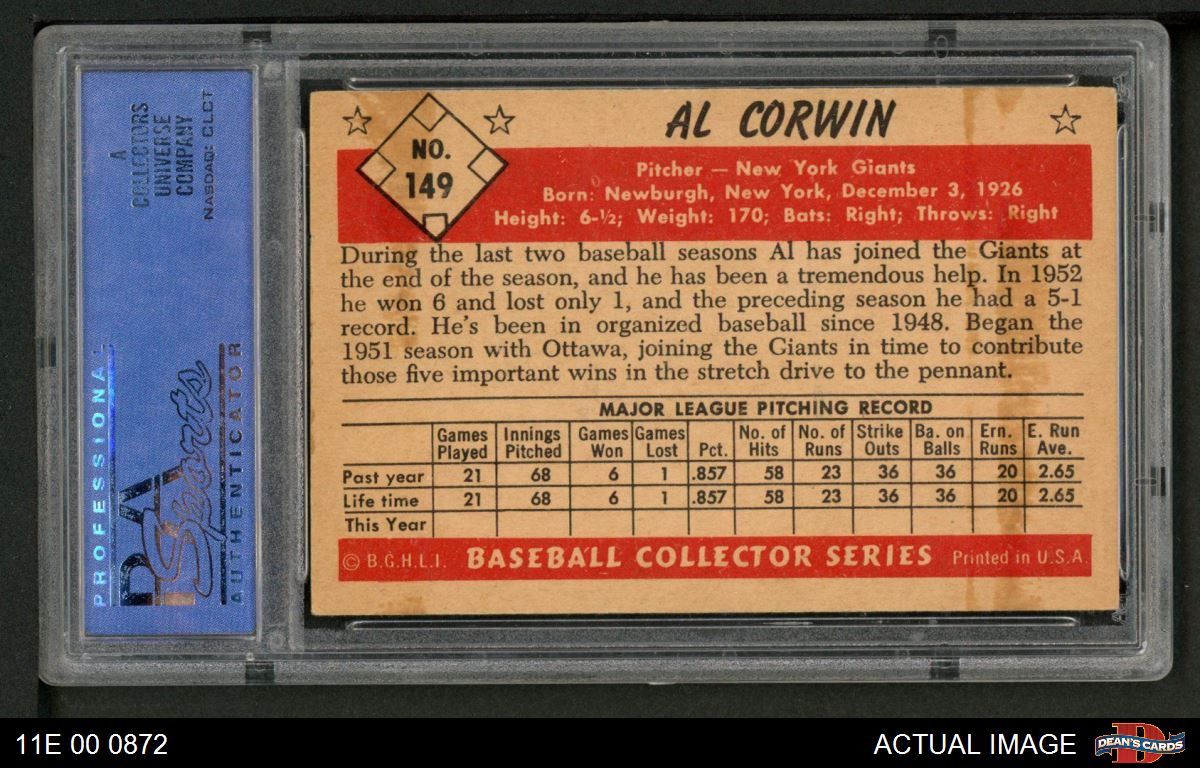 A
COLLECTORS
UNIVERSE
COMPANY
NASDAQ: CLCT
PROFESSIONAL
PSA
Sports
AUTHENTICATOR
NO.
149
AL CORWIN
Pitcher — New York Giants
Born: Newburgh, New York, December 3, 1926
Height: 6-½; Weight: 170; Bats: Right; Throws: Right
During the last two baseball seasons Al has joined the Giants at
the end of the season, and he has been a tremendous help. In 1952
he won 6 and lost only 1, and the preceding season he had a 5-1
record. He's been in organized baseball since 1948. Began the
1951 season with Ottawa, joining the Giants in time to contribute
those five important wins in the stretch drive to the pennant.
MAJOR LEAGUE PITCHING RECORD
Games Played Innings Pitched Games Won Games Lost Pct. No. of Hits No. of Runs Strike Outs Ba. on Balls Ern. Runs E. Run Ave.
Past year 21 68 6 1 .857 58 23 36 36 20 2.65
Life time 21 68 6 1 .857 58 23 36 36 20 2.65
This Year
© B.G.H.L.I. BASEBALL COLLECTOR SERIES Printed in U.S.A.
11E 00 0872
ACTUAL IMAGE
D
DEAN'S CARDS